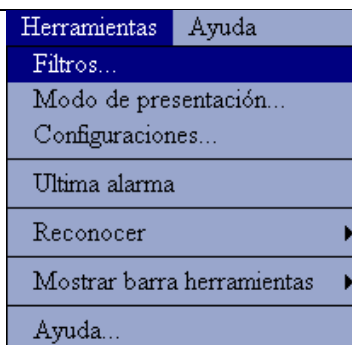 Herramientas Ayuda
Filtros...
Modo de presentación...
Configuraciones...
Ultima alarma
Reconocer
Mostrar barra herramientas
Ayuda...